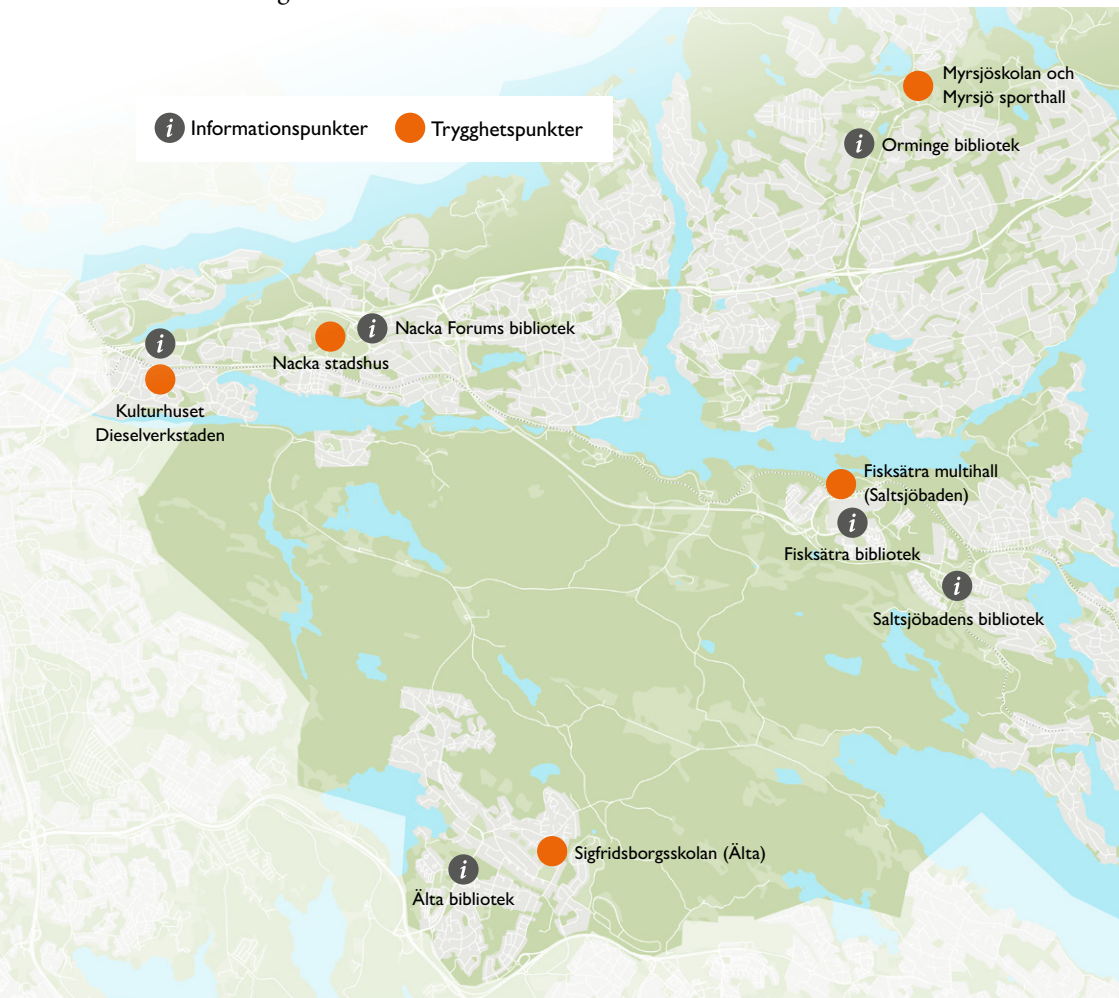 Myrsjöskolan och
Myrsjö sporthall
i Informationspunkter
Trygghetspunkter
i Orminge bibliotek
i Nacka Forums bibliotek
i
Nacka stadshus
Kulturhuset
Dieselverkstaden
Fisksätra multihall
(Saltsjöbaden)
i
Fisksätra bibliotek
i
Saltsjöbadens bibliotek
Sigfridsborgsskolan (Älta)
i
Älta bibliotek